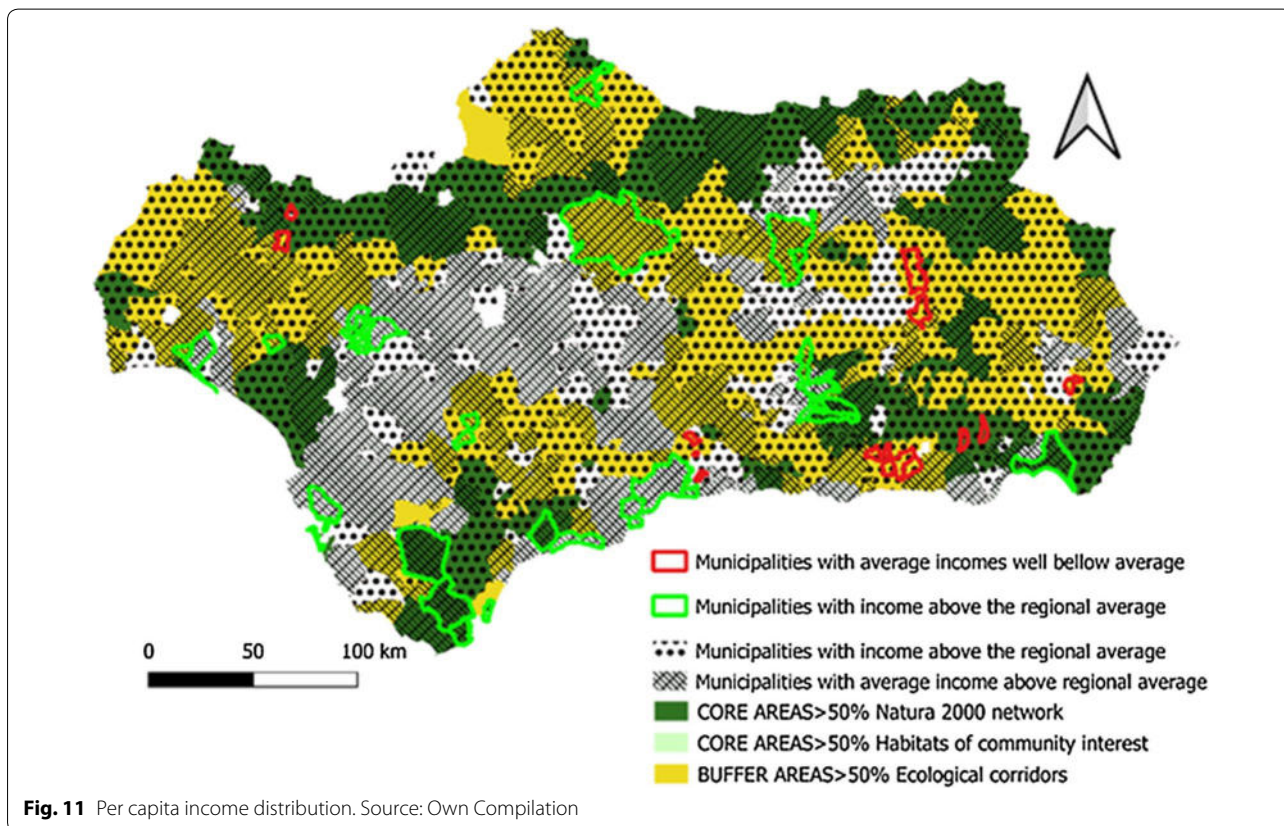 Municipalities with average incomes well bellow average
Municipalities with income above the regional average
Municipalities with income above the regional average
Municipalities with average income above regional average
CORE AREAS>50% Natura 2000 network
CORE AREAS>50% Habitats of community interest
BUFFER AREAS>50% Ecological corridors
0 50 100 km
Fig. 11 Per capita income distribution. Source: Own Compilation